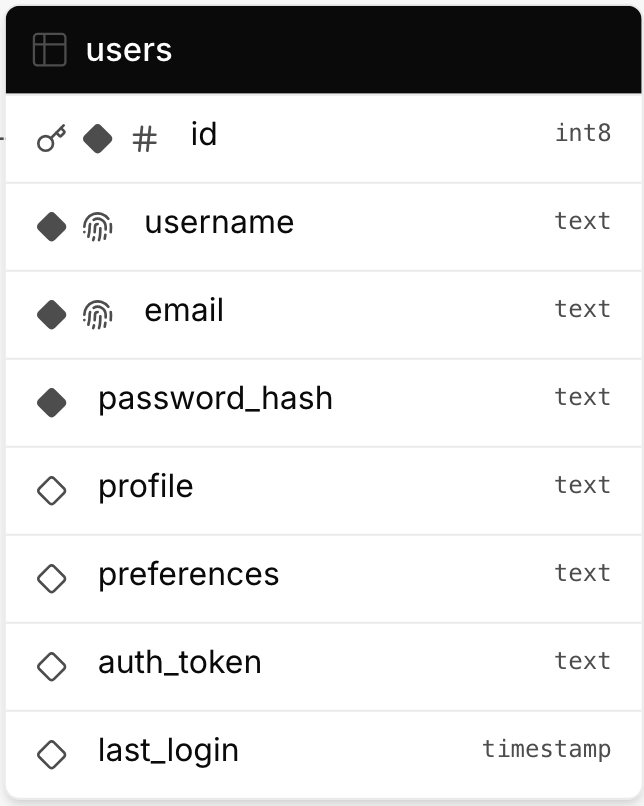 users
# id int8
username text
email text
password_hash text
profile text
preferences text
auth_token text
last_login timestamp